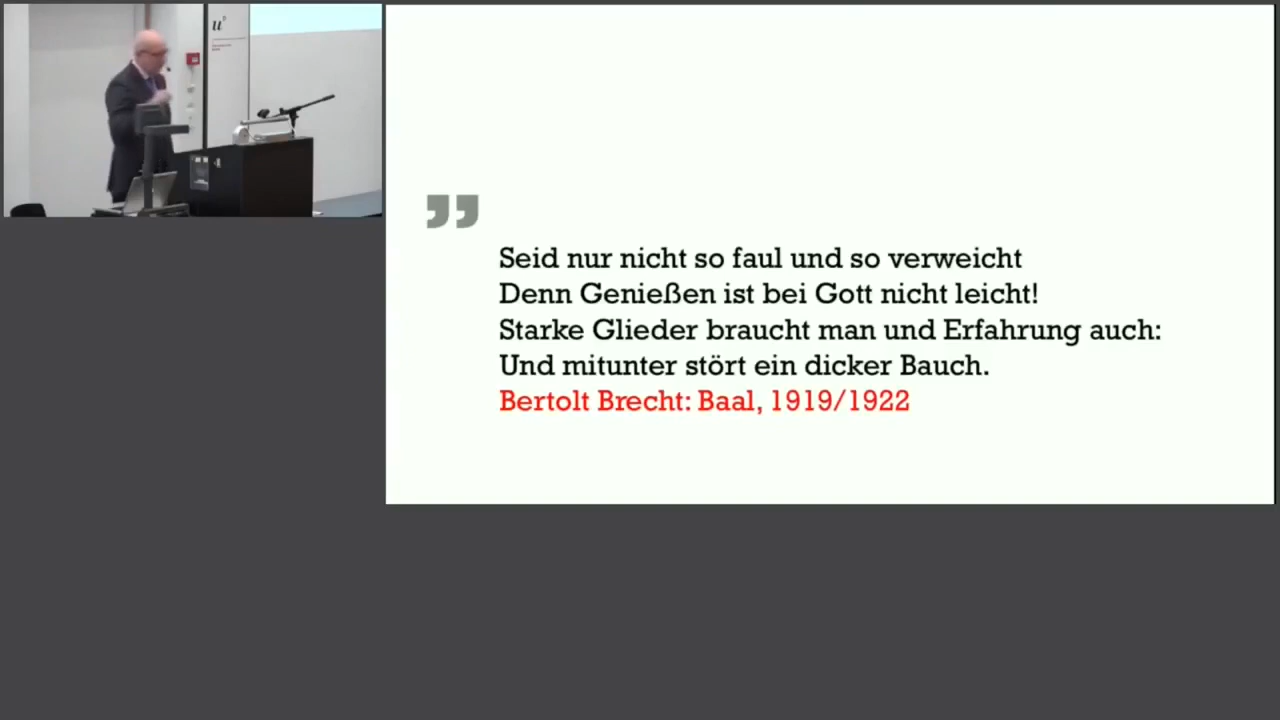 u
b
Seid nur nicht so faul und so verweicht
Denn Genießen ist bei Gott nicht leicht!
Starke Glieder braucht man und Erfahrung auch:
Und mitunter stört ein dicker Bauch.
Bertolt Brecht: Baal, 1919/1922